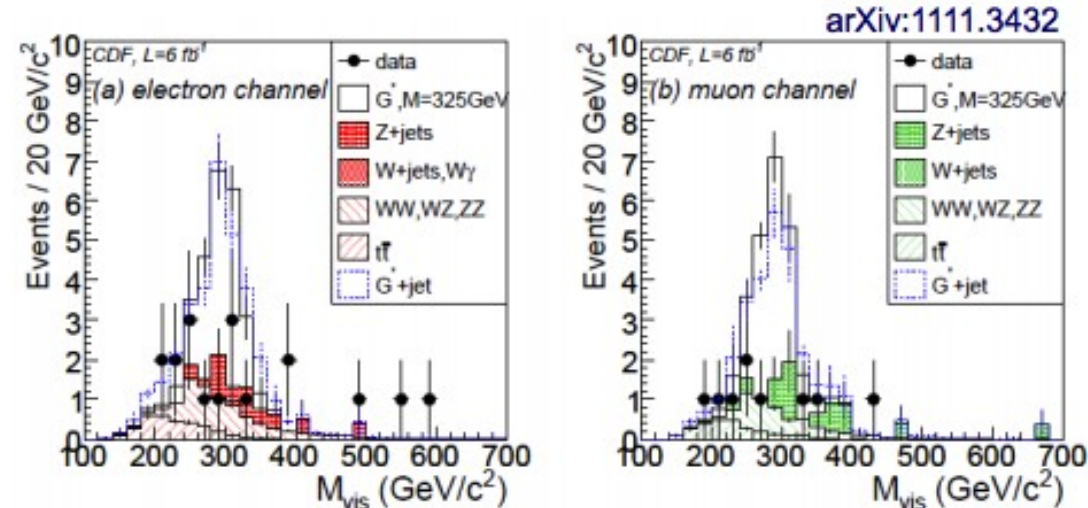 arXiv:1111.3432
CDF, L=6 fb⁻¹
(a) electron channel
data
G*,M=325GeV
Z+jets
W+jets,Wγ
WW,WZ,ZZ
tt̅
G*+jet
Events / 20 GeV/c²
10
9
8
7
6
5
4
3
2
1
0
100 200 300 400 500 600 700
M_vis (GeV/c²)
CDF, L=6 fb⁻¹
(b) muon channel
data
G*,M=325GeV
Z+jets
W+jets
WW,WZ,ZZ
tt̅
G*+jet
Events / 20 GeV/c²
10
9
8
7
6
5
4
3
2
1
0
100 200 300 400 500 600 700
M_vis (GeV/c²)